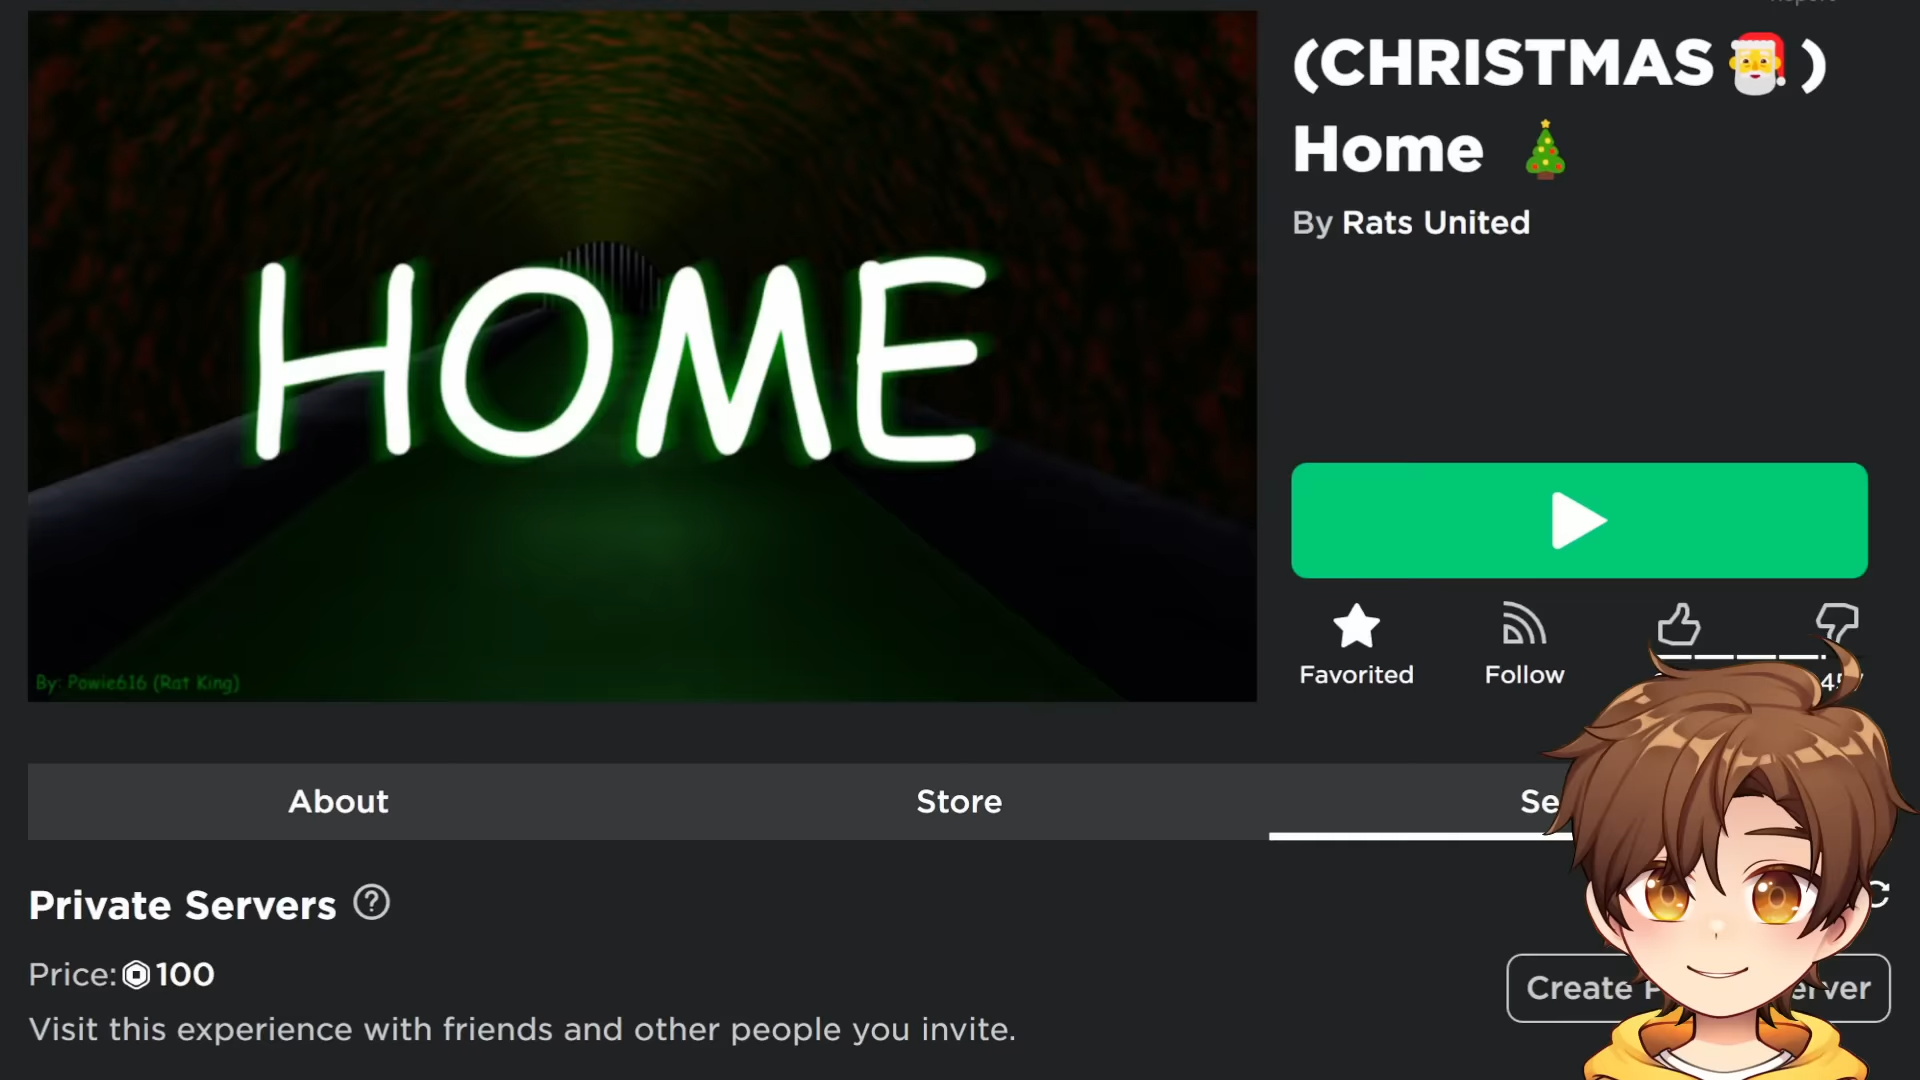 (CHRISTMAS🎅)
Home 🎄
By Rats United
HOME
By: Powie616 (Rat King)
Favorited
Follow
About
Store
Private Servers
Price: 100
Create
Visit this experience with friends and other people you invite.